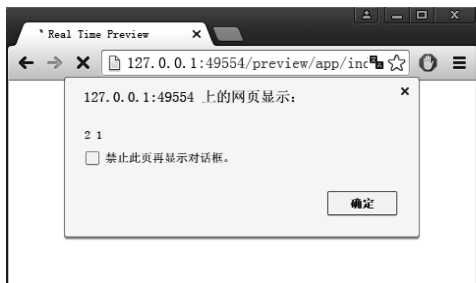 Real Time Preview
127.0.0.1:49554/preview/app/inc
127.0.0.1:49554 上的网页显示：
2 1
禁止此页再显示对话框。
确定